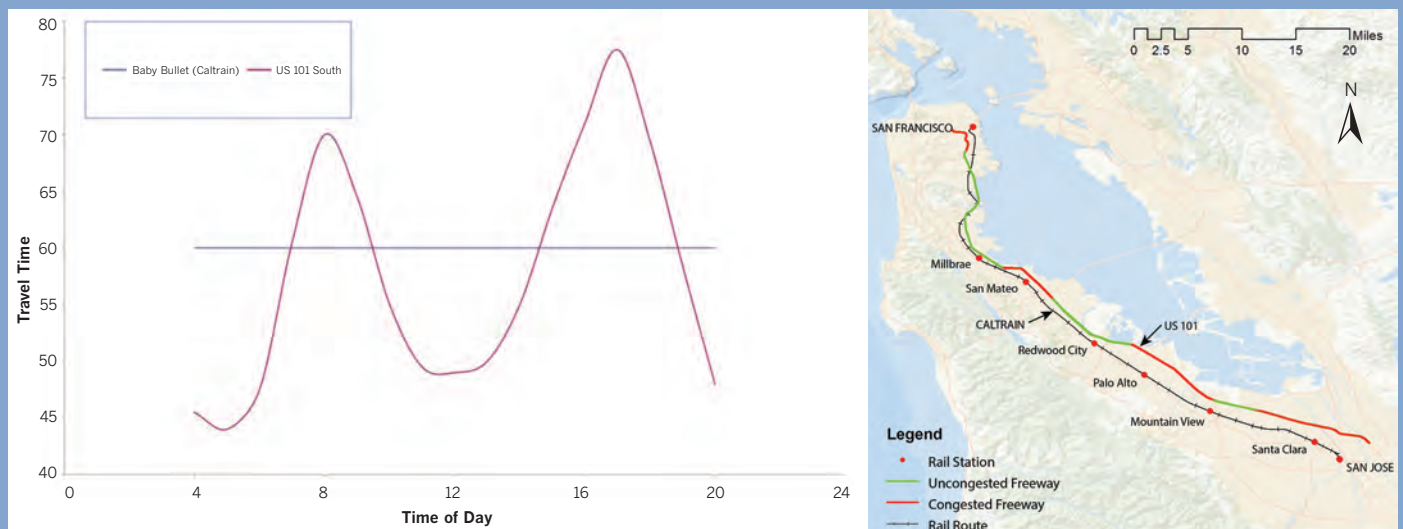 80
75
70
65
60
55
50
45
40
Travel Time
Baby Bullet (Caltrain)
US 101 South
0
4
8
12
16
20
24
Time of Day
Miles
0 2.5 5 10 15 20
N
SAN FRANCISCO
Millbrae
San Mateo
CALTRAIN
US 101
Redwood City
Palo Alto
Mountain View
Santa Clara
SAN JOSE
Legend
Rail Station
Uncongested Freeway
Congested Freeway
Rail Route